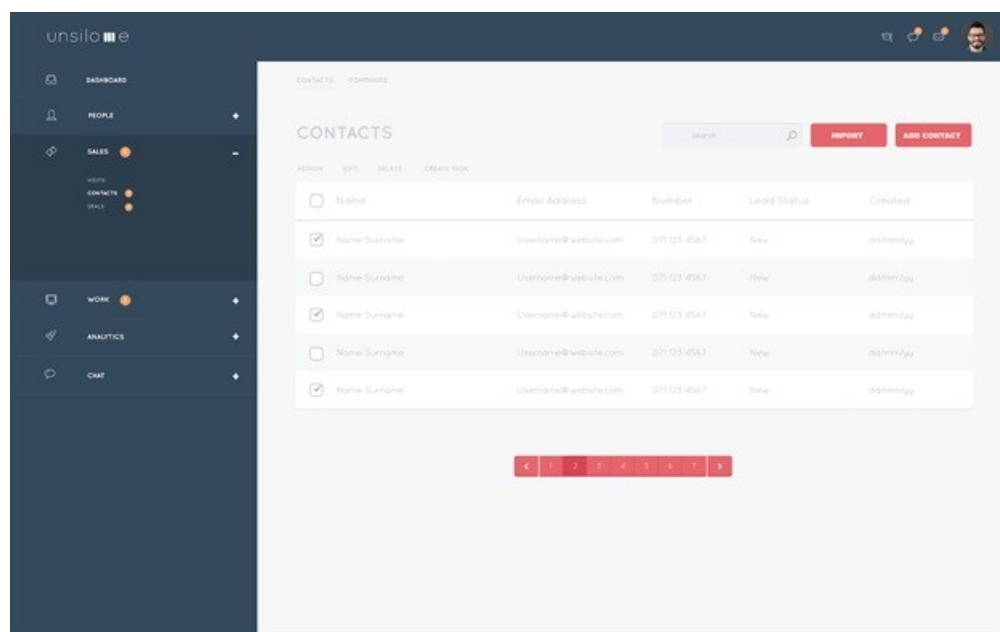 unsilo me
DASHBOARD
PEOPLE
SALES
VISITS
CONTACTS
DEALS
WORK
ANALYTICS
CHAT
CONTACTS COMPANIES
CONTACTS
search
IMPORT
ADD CONTACT
ASSIGN EDIT DELETE CREATE TASK
Name Email Address Number Lead Status Created
Name Surname Username@website.com 071 123 4567 New dd/mm/yy
Name Surname Username@website.com 071 123 4567 New dd/mm/yy
Name Surname Username@website.com 071 123 4567 New dd/mm/yy
Name Surname Username@website.com 071 123 4567 New dd/mm/yy
Name Surname Username@website.com 071 123 4567 New dd/mm/yy
1 2 3 4 5 6 7